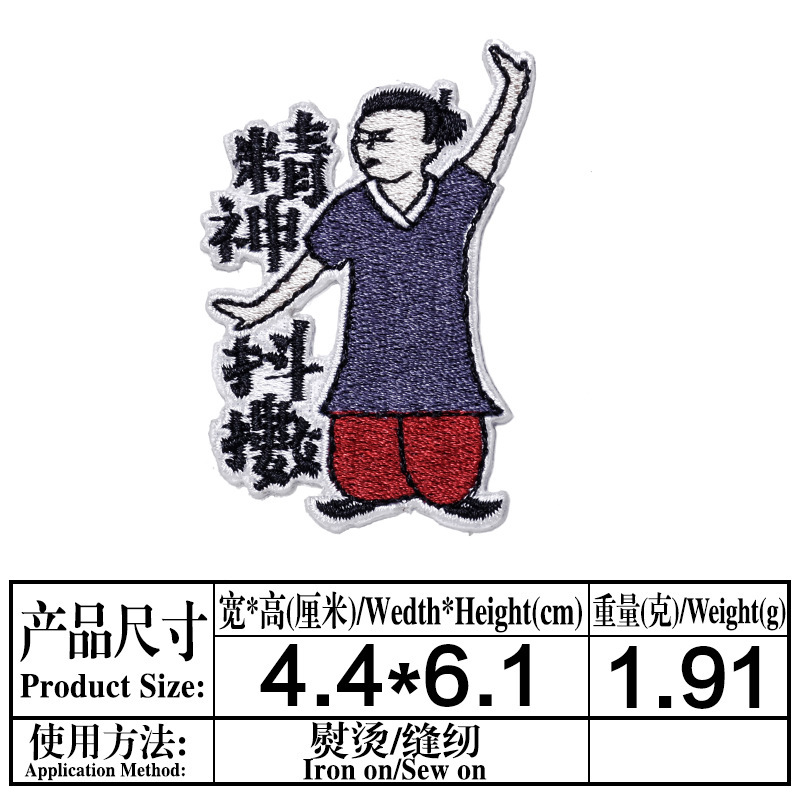 精神
抖擻
产品尺寸
Product Size:
宽*高(厘米)/Wedth*Height(cm)
重量(克)/Weight(g)
4.4*6.1
1.91
使用方法:
Application Method:
熨烫/缝纫
Iron on/Sew on